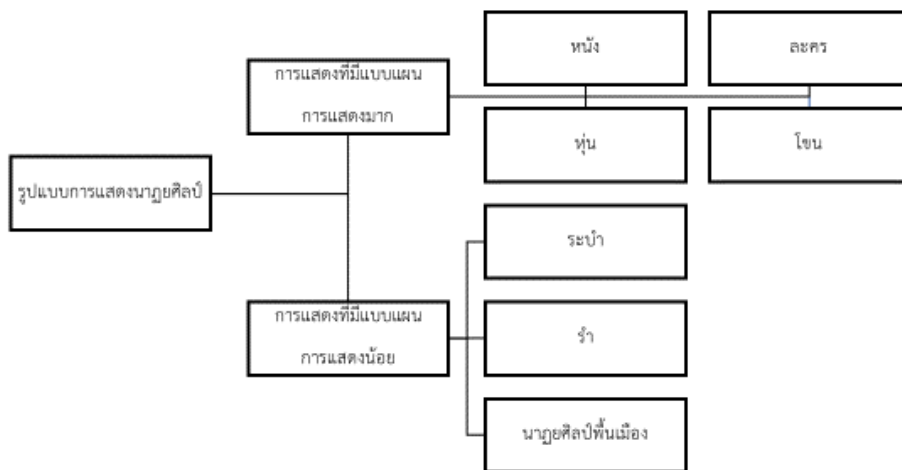 หนัง
ละคร
การแสดงที่มีแบบแผน
การแสดงมาก
หุ่น
โขน
รูปแบบการแสดงนาฏยศิลป์
ระบำ
การแสดงที่มีแบบแผน
การแสดงน้อย
รำ
นาฏยศิลป์พื้นเมือง